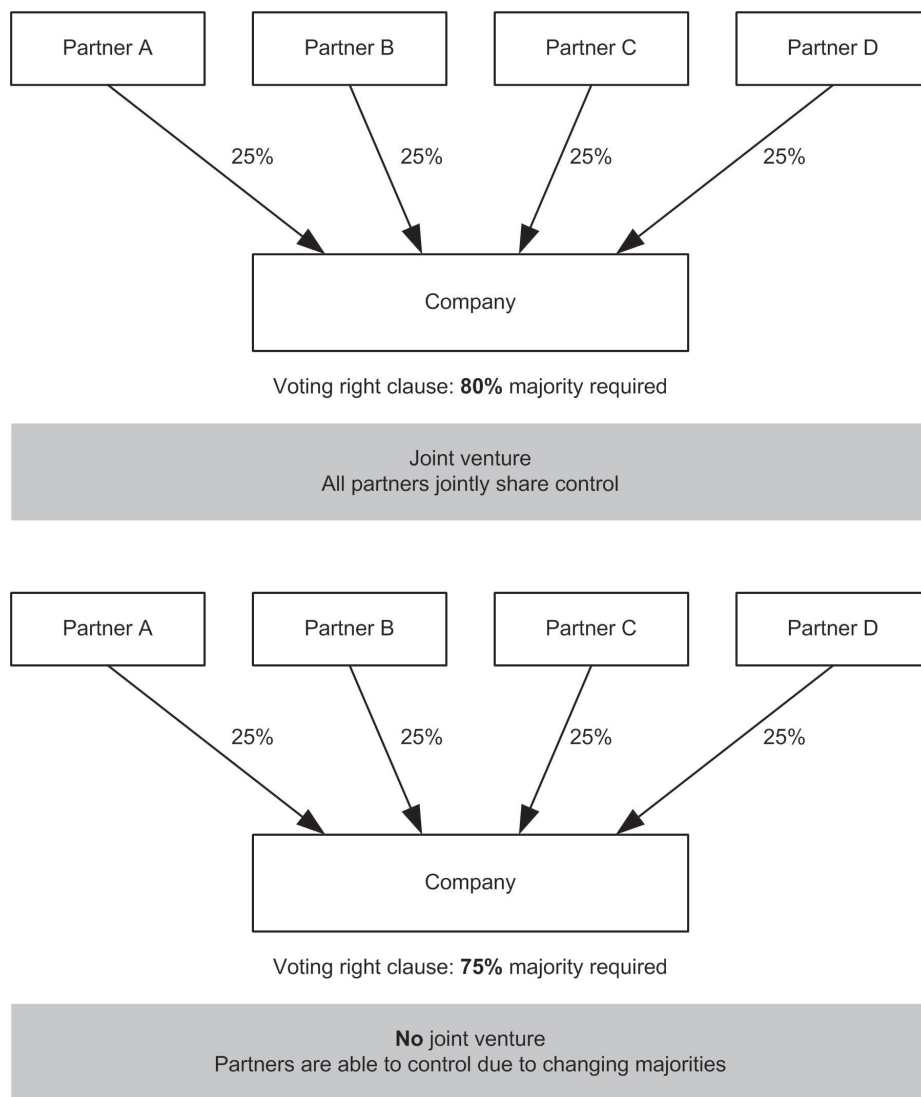 Partner A
Partner B
Partner C
Partner D
25%
25%
25%
25%
Company
Voting right clause: 80% majority required
Joint venture
All partners jointly share control
Partner A
Partner B
Partner C
Partner D
25%
25%
25%
25%
Company
Voting right clause: 75% majority required
No joint venture
Partners are able to control due to changing majorities